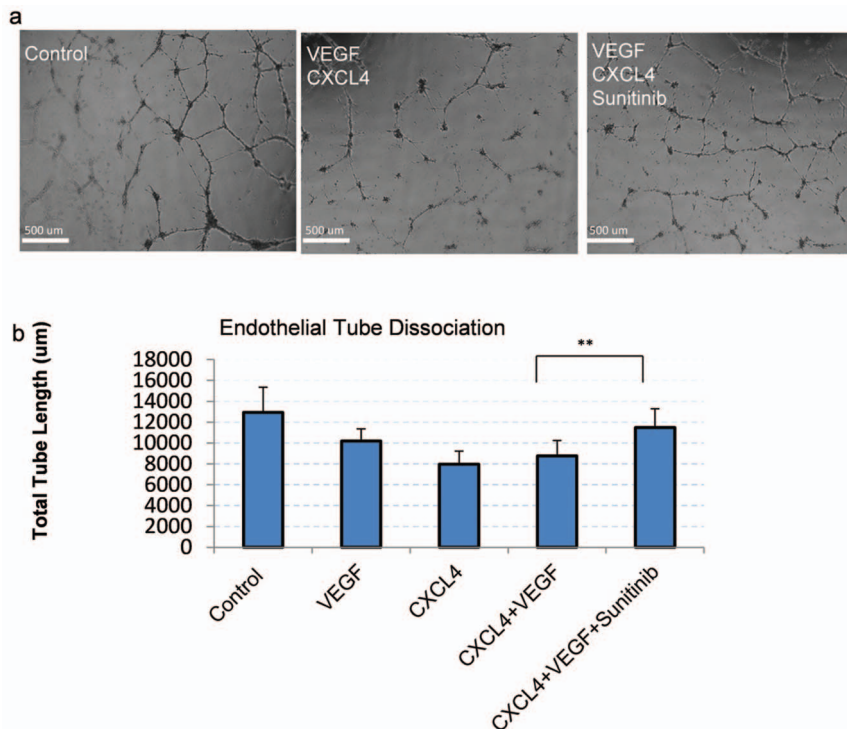 a
Control
500 um
VEGF
CXCL4
500 um
VEGF
CXCL4
Sunitinib
500 um
b
Endothelial Tube Dissociation
Total Tube Length (um)
18000
16000
14000
12000
10000
8000
6000
4000
2000
0
**
Control
VEGF
CXCL4
CXCL4+VEGF
CXCL4+VEGF+Sunitinib